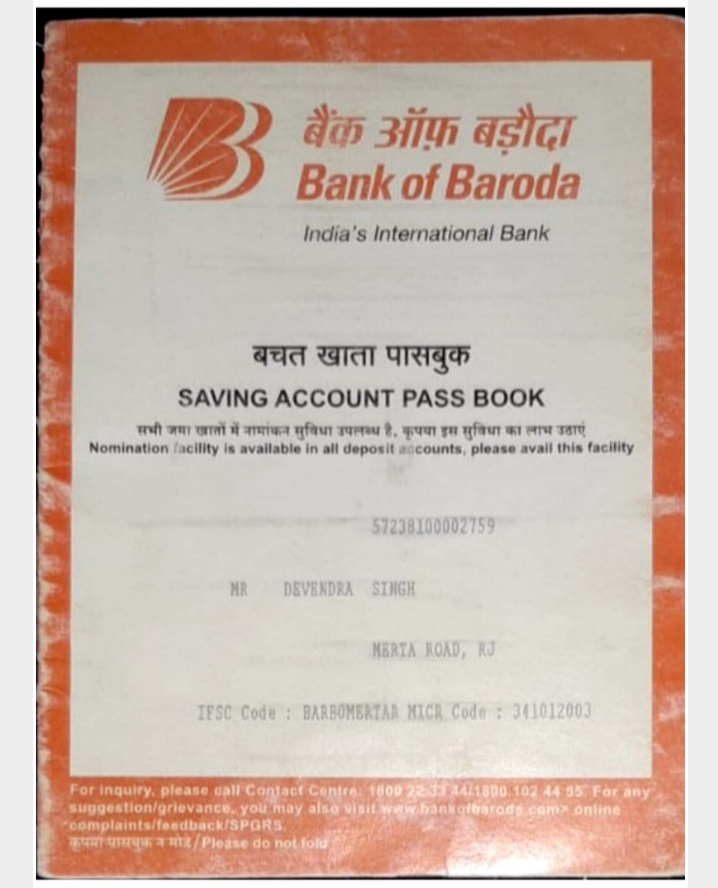 बैंक ऑफ़ बड़ौदा
Bank of Baroda
India's International Bank
बचत खाता पासबुक
SAVING ACCOUNT PASS BOOK
सभी जमा खातों में नामांकन सुविधा उपलब्ध है, कृपया इस सुविधा का लाभ उठाएं
Nomination facility is available in all deposit accounts, please avail this facility
57238100002759
MR DEVENDRA SINGH
MERTA ROAD, RJ
IFSC Code : BARB0MERTAR MICR Code : 341012003
For inquiry, please call Contact Centre: 1800 22 33 44/1800 102 44 55 For any
suggestion/grievance, you may also visit www.bankofbaroda.com> online
complaints/feedback/SPGRS.
कृपया पासबुक न मोडें/Please do not fold